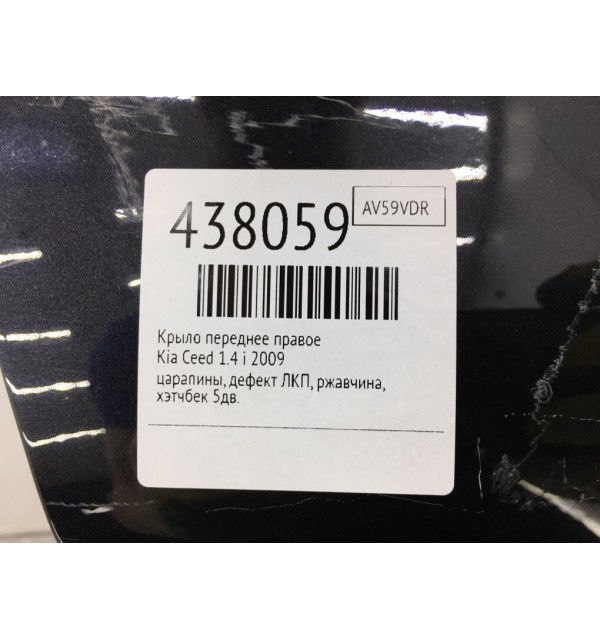 438059
AV59VDR
Крыло переднее правое
Kia Ceed 1.4 i 2009
царапины, дефект ЛКП, ржавчина,
хэтчбек 5дв.